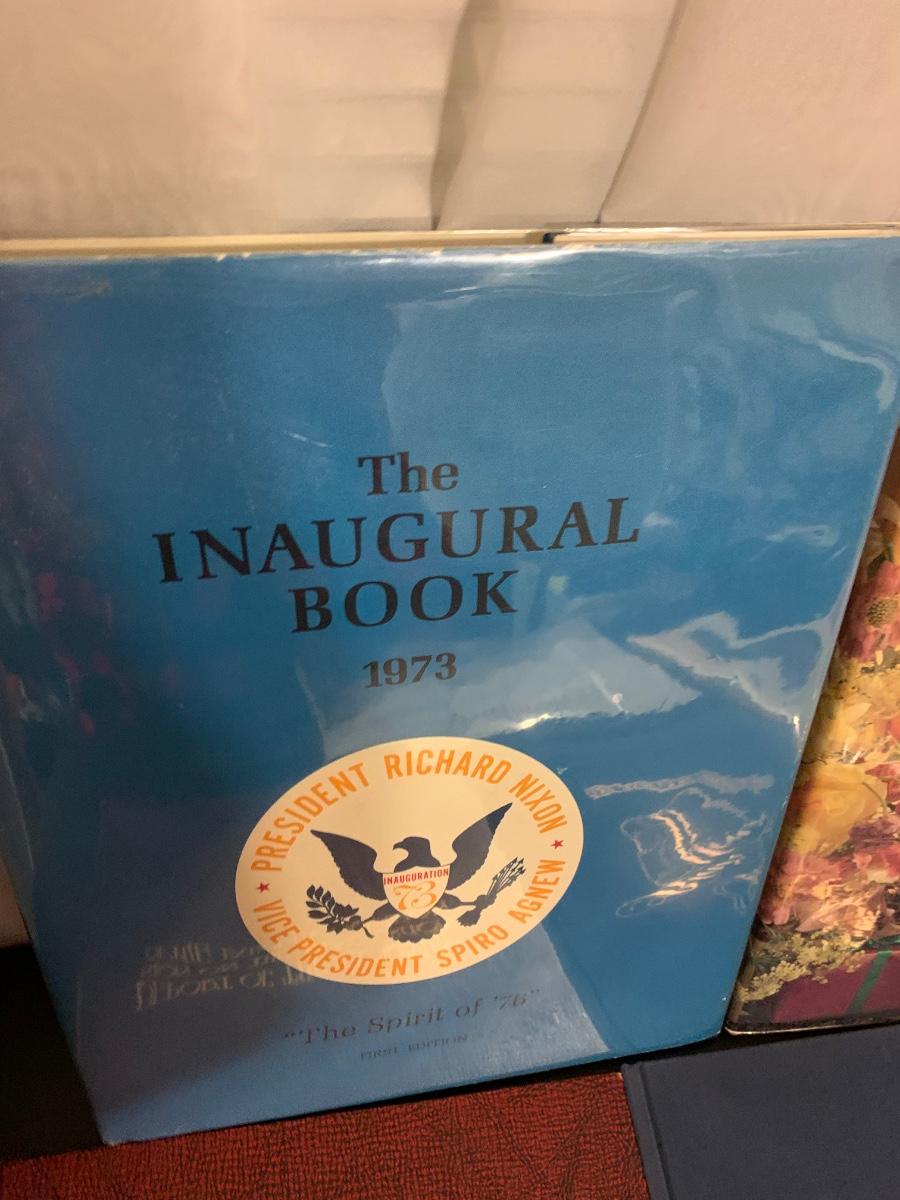 The
INAUGURAL
BOOK
1973
PRESIDENT RICHARD NIXON
INAUGURATION
73
VICE PRESIDENT SPIRO AGNEW
"The Spirit of '76"
FIRST EDITION